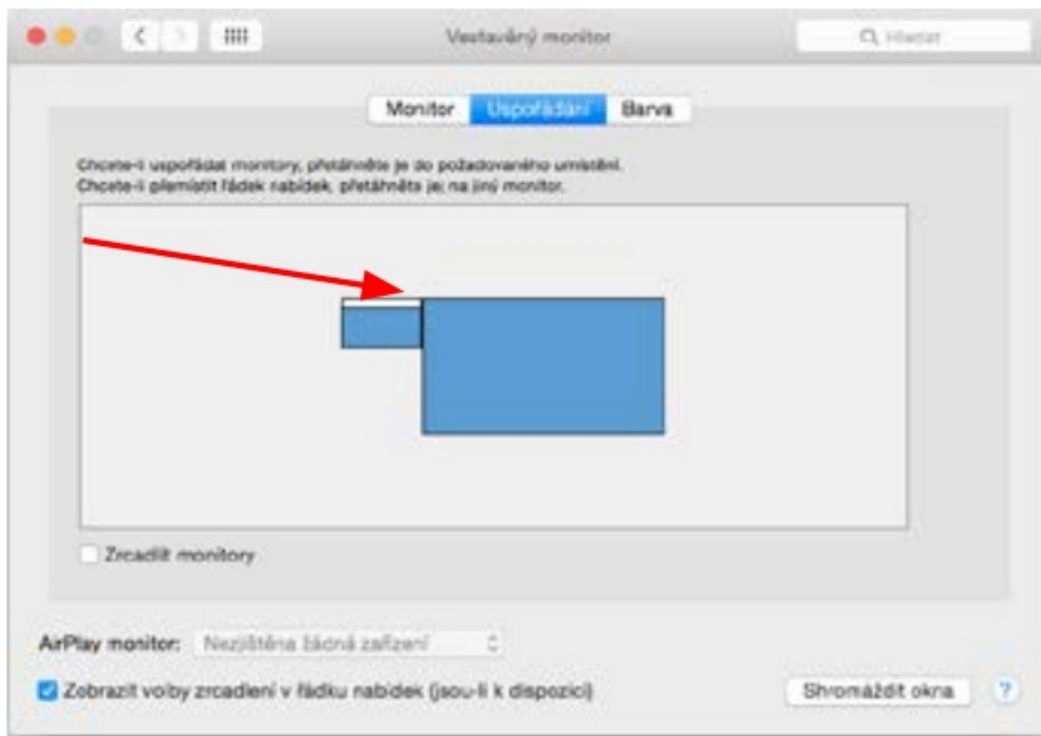 Vestavěný monitor
Hledat
Monitor Uspořádání Barva
Chcete-li uspořádat monitory, přetáhněte je do požadovaného umístění.
Chcete-li přemístit řádek nabídek, přetáhněte jej na jiný monitor.
Zrcadlit monitory
AirPlay monitor: Nezjištěna žádná zařízení
Zobrazit volby zrcadlení v řádku nabídek (jsou-li k dispozici)
Shromáždit okna ?